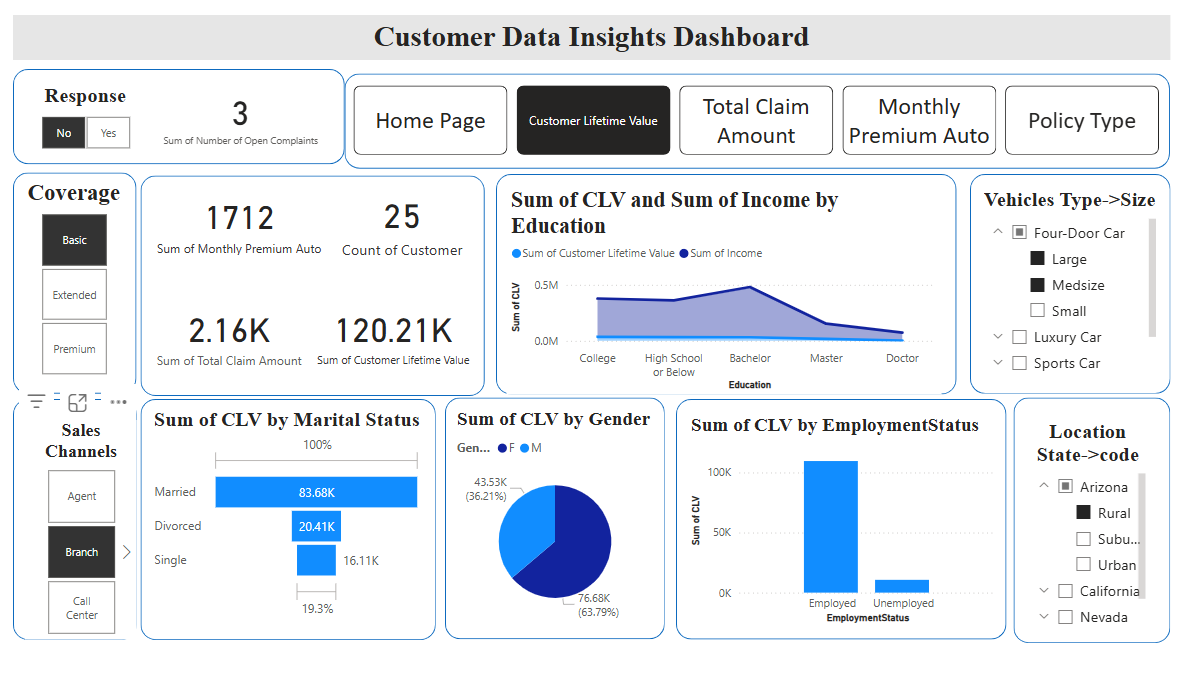 Customer Data Insights Dashboard
Response
No
Yes
3
Sum of Number of Open Complaints
Home Page
Customer Lifetime Value
Total Claim
Amount
Monthly
Premium Auto
Policy Type
Coverage
Basic
Extended
Premium
1712
Sum of Monthly Premium Auto
25
Count of Customer
2.16K
Sum of Total Claim Amount
120.21K
Sum of Customer Lifetime Value
Sum of CLV and Sum of Income by
Education
Sum of Customer Lifetime Value
Sum of Income
Sum of CLV
0.5M
0.0M
College
High School
or Below
Bachelor
Master
Doctor
Education
Vehicles Type->Size
Four-Door Car
Large
Medsize
Small
Luxury Car
Sports Car
Sales
Channels
Agent
Branch
Call
Center
Sum of CLV by Marital Status
100%
Married
83.68K
Divorced
20.41K
Single
16.11K
19.3%
Sum of CLV by Gender
Gen...
F
M
43.53K
(36.21%)
76.68K
(63.79%)
Sum of CLV by EmploymentStatus
Sum of CLV
100K
50K
0K
Employed
Unemployed
EmploymentStatus
Location
State->code
Arizona
Rural
Subu...
Urban
California
Nevada